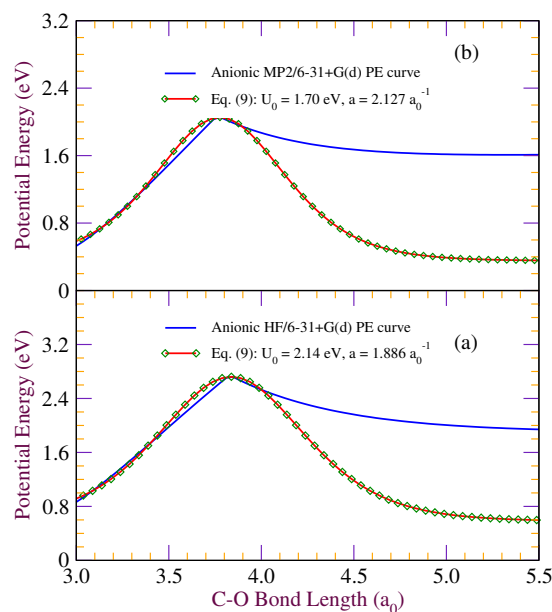 3.2
(b)
Anionic MP2/6-31+G(d) PE curve
2.4
Eq. (9): U₀ = 1.70 eV, a = 2.127 a₀⁻¹
1.6
0.8
0
Potential Energy (eV)
Anionic HF/6-31+G(d) PE curve
(a)
3.2
Eq. (9): U₀ = 2.14 eV, a = 1.886 a₀⁻¹
2.4
1.6
0.8
0
Potential Energy (eV)
3.0 3.5 4.0 4.5 5.0 5.5
C-O Bond Length (a₀)